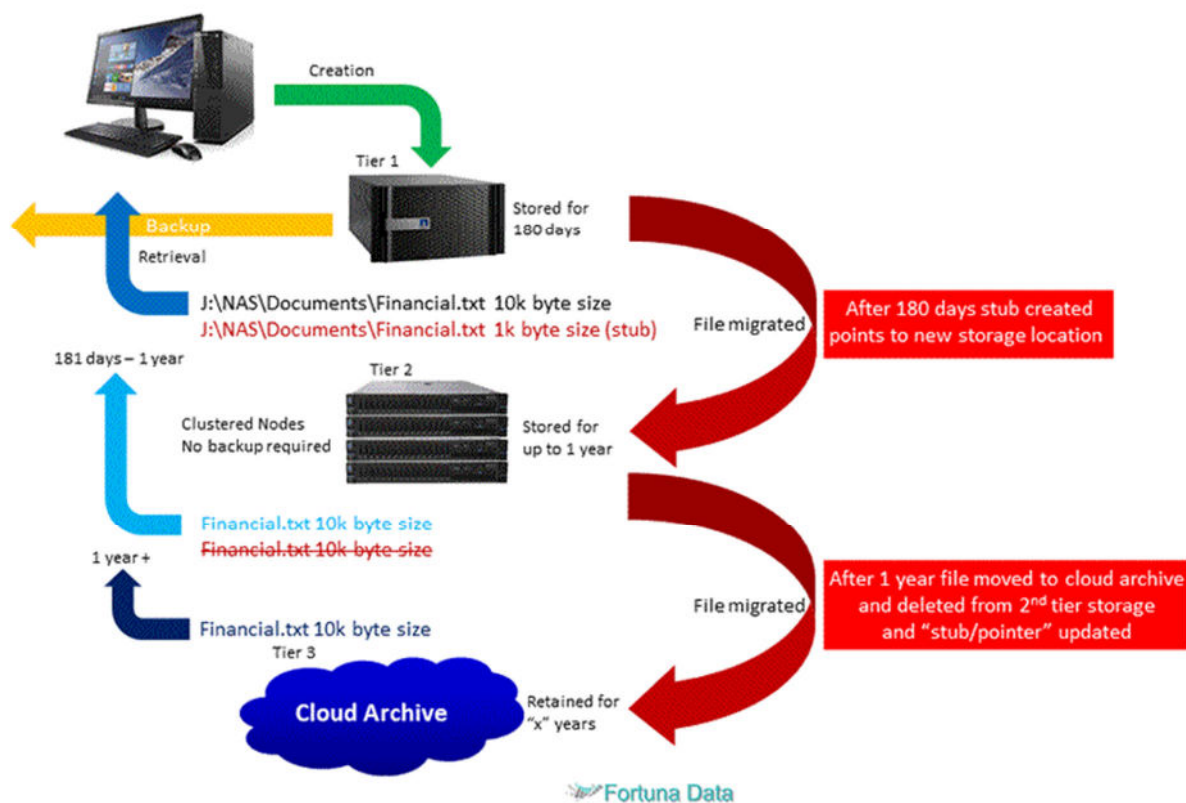 Creation
Tier 1
Stored for
180 days
Backup
Retrieval
J:\NAS\Documents\Financial.txt 10k byte size
J:\NAS\Documents\Financial.txt 1k byte size (stub)
File migrated
After 180 days stub created
points to new storage location
181 days – 1 year
Tier 2
Clustered Nodes
No backup required
Stored for
up to 1 year
Financial.txt 10k byte size
Financial.txt 10k byte size
1 year +
File migrated
After 1 year file moved to cloud archive
and deleted from 2nd tier storage
and “stub/pointer” updated
Financial.txt 10k byte size
Tier 3
Cloud Archive
Retained for
“x” years
Fortuna Data